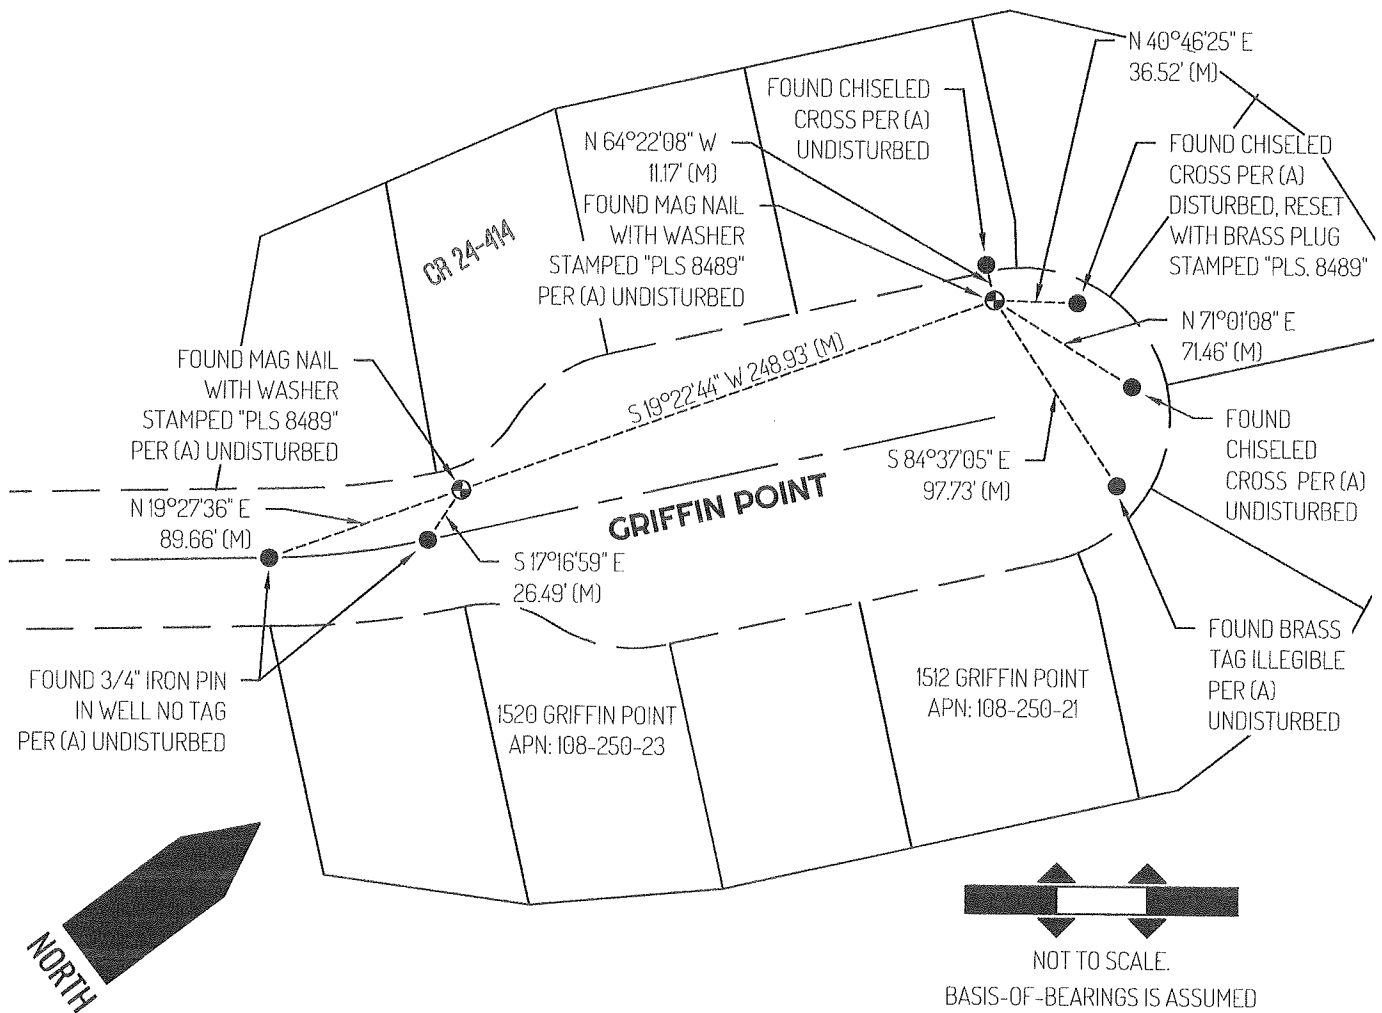 N 40°46'25" E
36.52' (M)
FOUND CHISELED
CROSS PER (A)
UNDISTURBED
N 64°22'08" W
11.17' (M)
FOUND MAG NAIL
WITH WASHER
STAMPED "PLS 8489"
PER (A) UNDISTURBED
FOUND CHISELED
CROSS PER (A)
DISTURBED, RESET
WITH BRASS PLUG
STAMPED "PLS. 8489"
CR 24-414
N 71°01'08" E
71.46' (M)
FOUND MAG NAIL
WITH WASHER
STAMPED "PLS 8489"
PER (A) UNDISTURBED
S 19°22'44" W 248.93' (M)
FOUND
CHISELED
CROSS PER (A)
UNDISTURBED
S 84°37'05" E
97.73' (M)
GRIFFIN POINT
N 19°27'36" E
89.66' (M)
S 17°16'59" E
26.49' (M)
FOUND BRASS
TAG ILLEGIBLE
PER (A)
UNDISTURBED
FOUND 3/4" IRON PIN
IN WELL NO TAG
PER (A) UNDISTURBED
1520 GRIFFIN POINT
APN: 108-250-23
1512 GRIFFIN POINT
APN: 108-250-21
NORTH
NOT TO SCALE.
BASIS-OF-BEARINGS IS ASSUMED